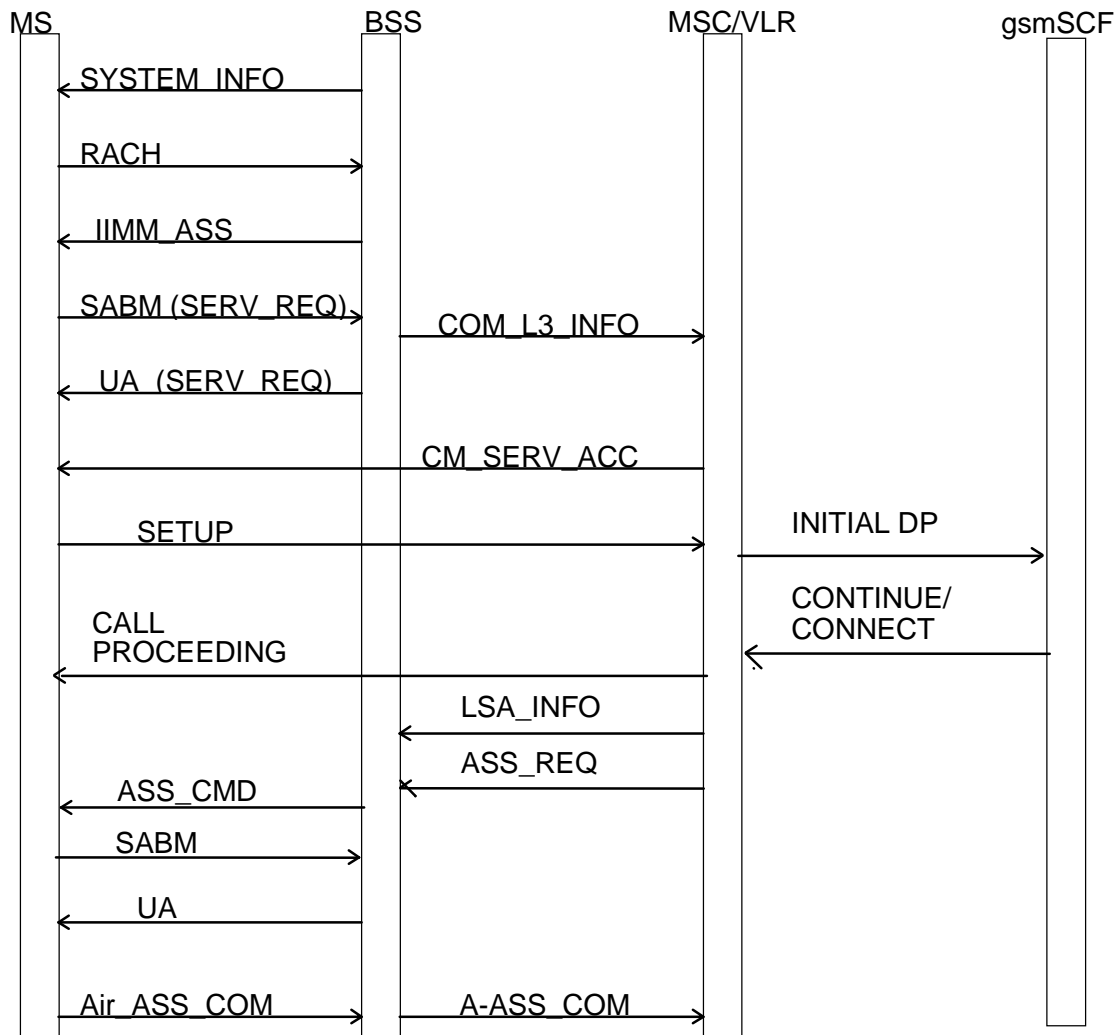 MS BSS MSC/VLR gsmSCF
SYSTEM_INFO
RACH
IIMM_ASS
SABM (SERV_REQ)
COM_L3_INFO
UA (SERV_REQ)
CM_SERV_ACC
SETUP
INITIAL DP
CONTINUE/
CONNECT
CALL
PROCEEDING
LSA_INFO
ASS_REQ
ASS_CMD
SABM
UA
Air_ASS_COM A-ASS_COM